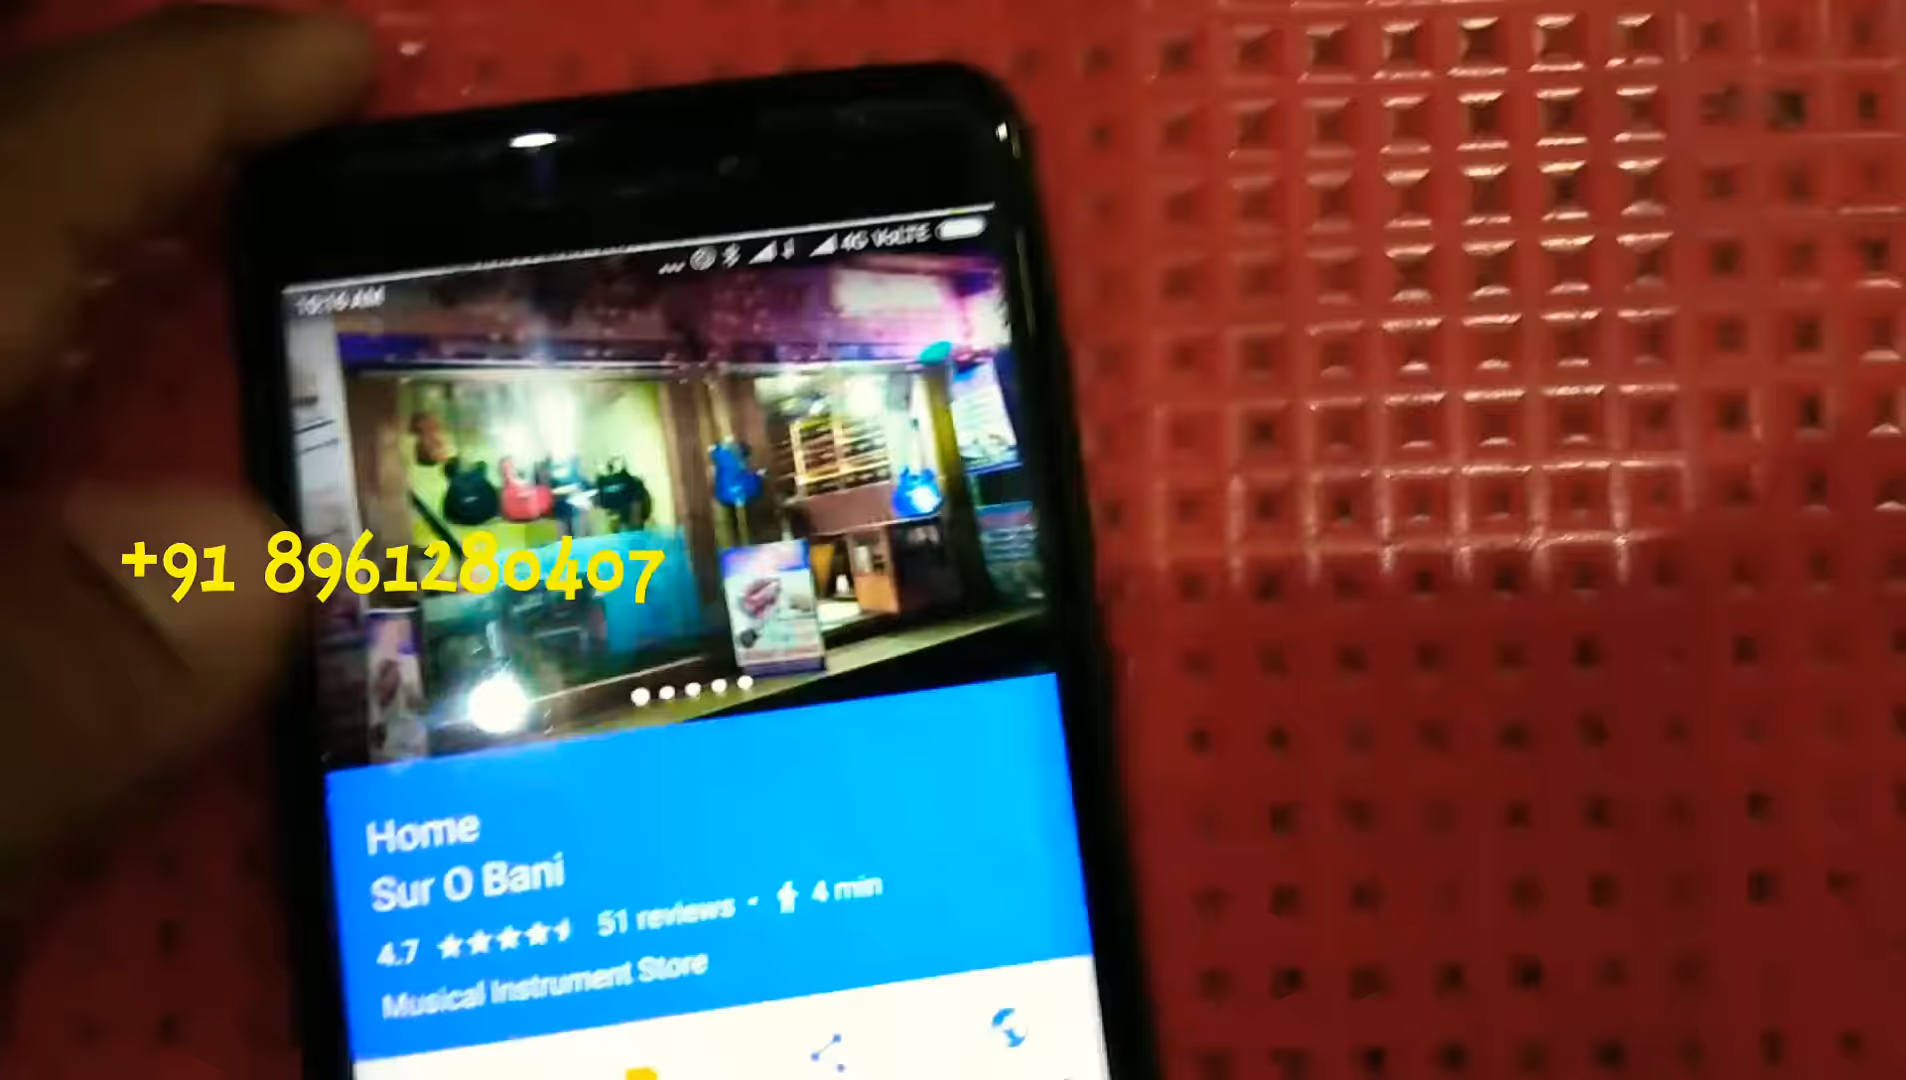 4G VoLTE
+91 8961280407
Home
Sur O Bani
4.7 51 reviews - 4 min
Musical Instrument Store